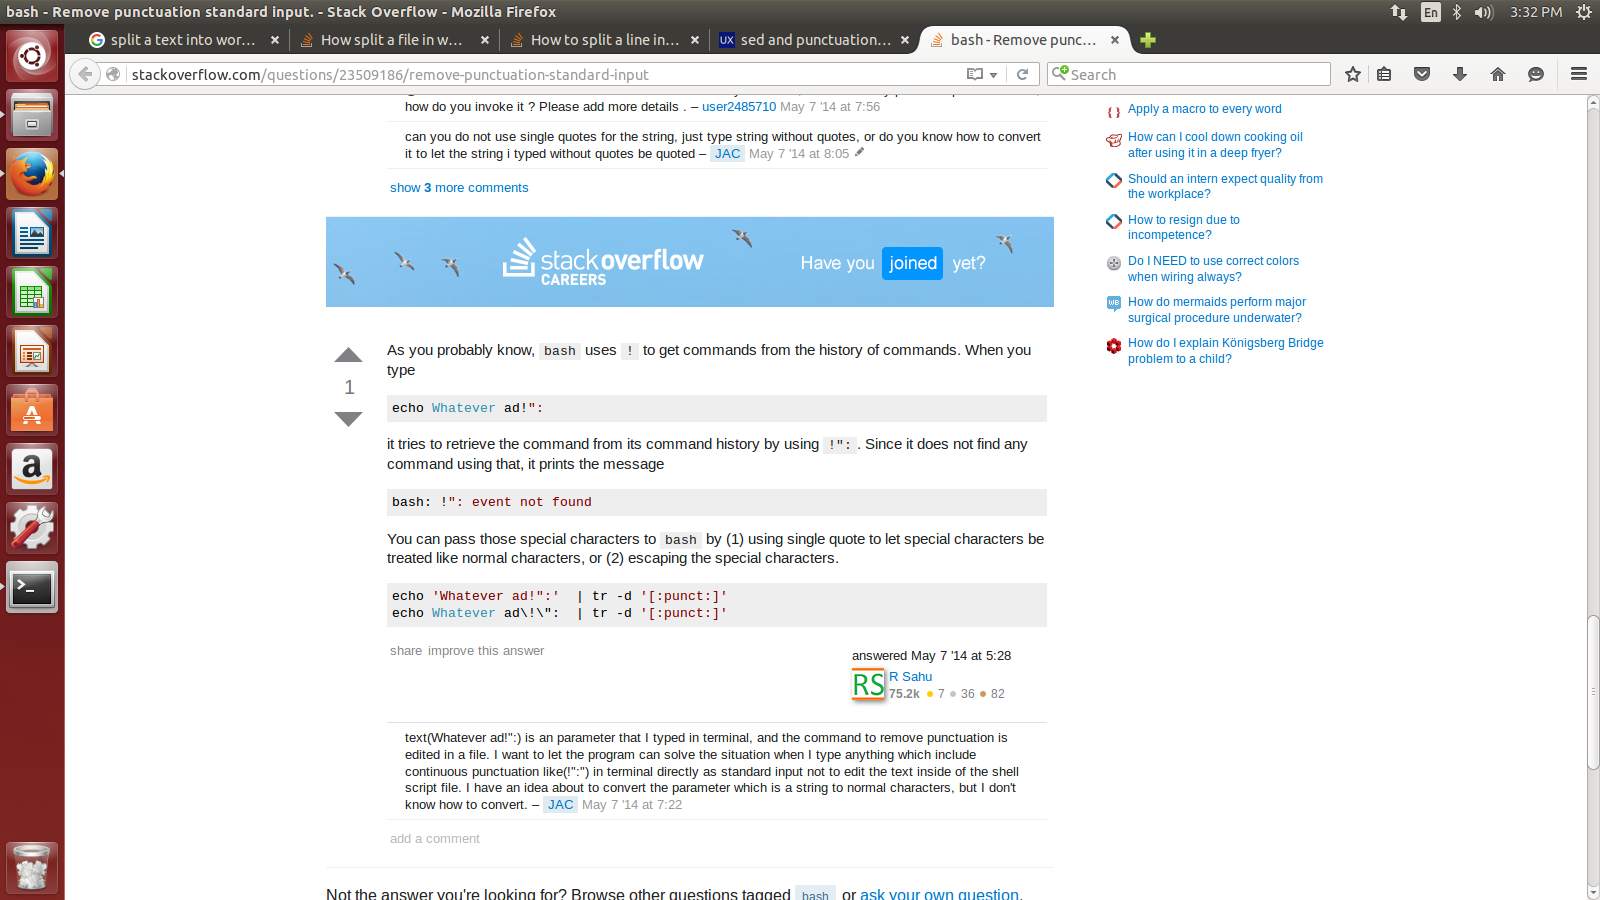 bash - Remove punctuation standard input. - Stack Overflow - Mozilla Firefox
En
3:32 PM
split a text into wor...
How split a file in w...
How to split a line in...
UX sed and punctuation...
bash - Remove punc...
stackoverflow.com/questions/23509186/remove-punctuation-standard-input
Search
how do you invoke it ? Please add more details . – user2485710 May 7 '14 at 7:56
can you do not use single quotes for the string, just type string without quotes, or do you know how to convert
it to let the string i typed without quotes be quoted – JAC May 7 '14 at 8:05
show 3 more comments
stackoverflow
CAREERS
Have you joined yet?
1
As you probably know, bash uses ! to get commands from the history of commands. When you
type
echo Whatever ad!":
it tries to retrieve the command from its command history by using !":. Since it does not find any
command using that, it prints the message
bash: !": event not found
You can pass those special characters to bash by (1) using single quote to let special characters be
treated like normal characters, or (2) escaping the special characters.
echo 'Whatever ad!":'  | tr -d '[:punct:]'
echo Whatever ad\!\":  | tr -d '[:punct:]'
share improve this answer
answered May 7 '14 at 5:28
RS
R Sahu
75.2k 7 36 82
text(Whatever ad!":) is an parameter that I typed in terminal, and the command to remove punctuation is
edited in a file. I want to let the program can solve the situation when I type anything which include
continuous punctuation like(!":") in terminal directly as standard input not to edit the text inside of the shell
script file. I have an idea about to convert the parameter which is a string to normal characters, but I don't
know how to convert. – JAC May 7 '14 at 7:22
add a comment
Not the answer you're looking for? Browse other questions tagged bash or ask your own question.
Apply a macro to every word
How can I cool down cooking oil
after using it in a deep fryer?
Should an intern expect quality from
the workplace?
How to resign due to
incompetence?
Do I NEED to use correct colors
when wiring always?
WB
How do mermaids perform major
surgical procedure underwater?
How do I explain Königsberg Bridge
problem to a child?